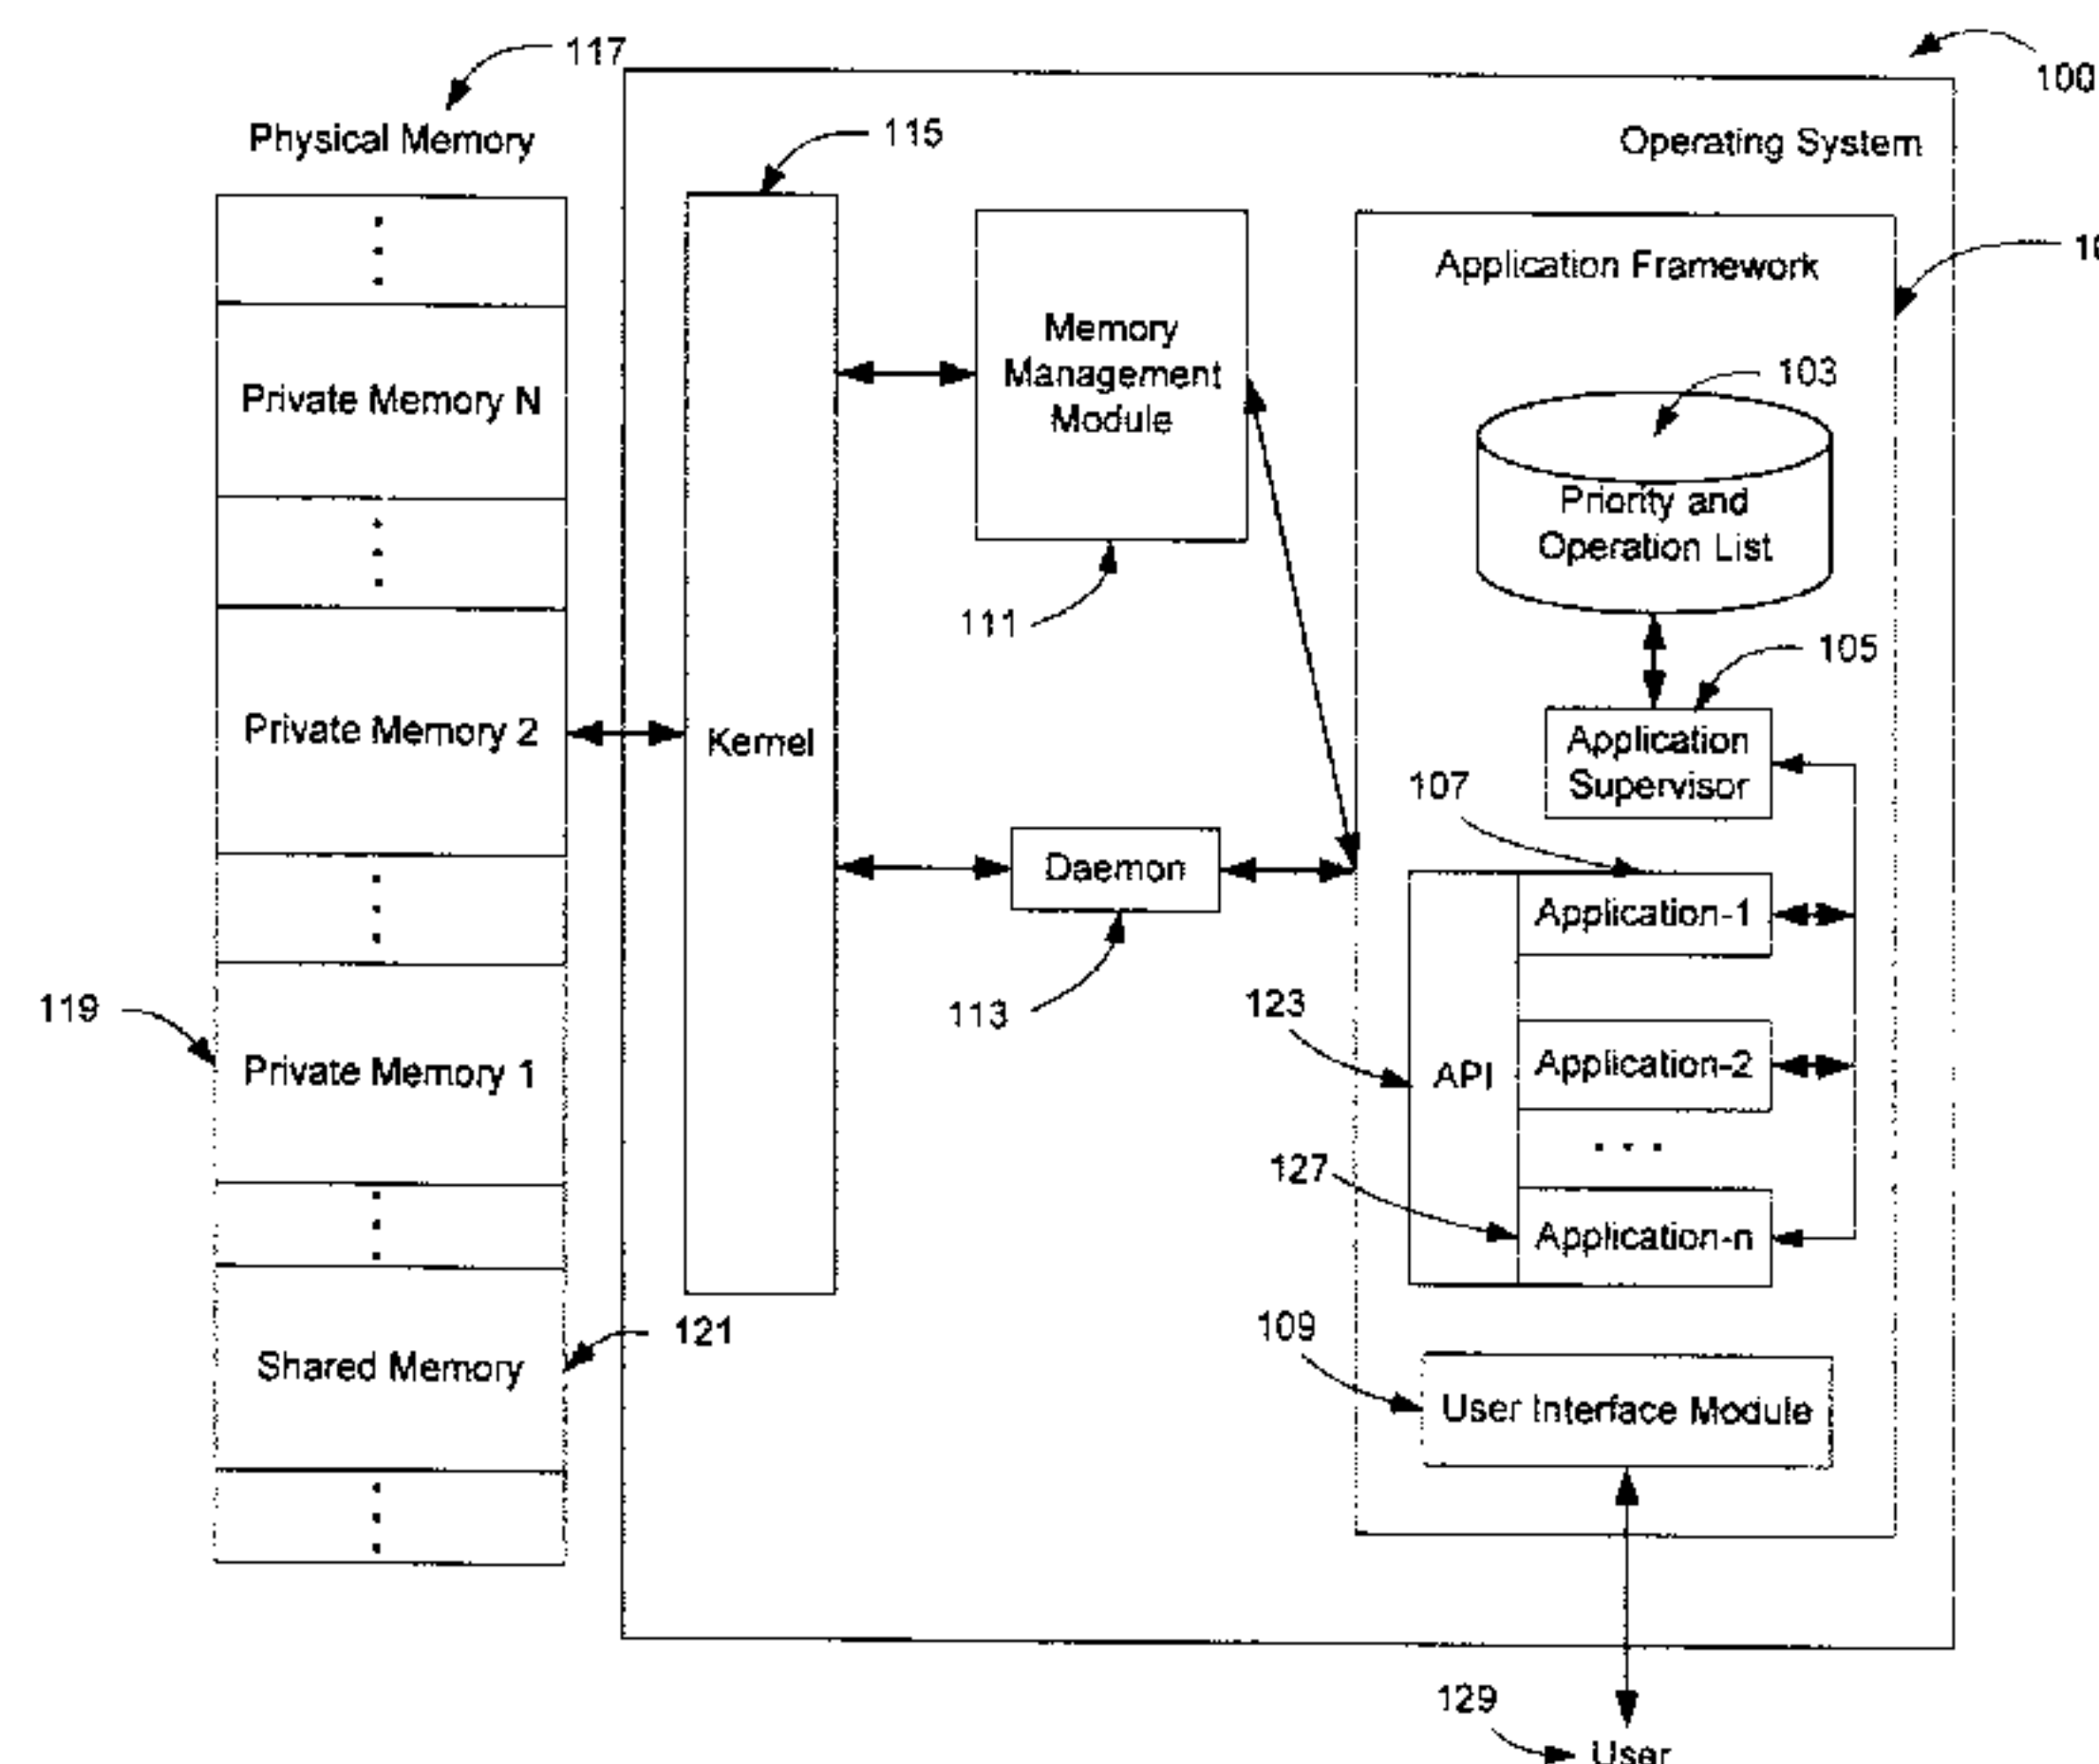 117
100
Physical Memory
115
Operating System
Application Framework
Private Memory N
Memory
Management
Module
103
Priority and
Operation List
111
105
Private Memory 2
Kernel
Application
Supervisor
107
Daemon
Application-1
119
113
123
Private Memory 1
API
Application-2
127
Application-n
121
109
Shared Memory
User Interface Module
129
User